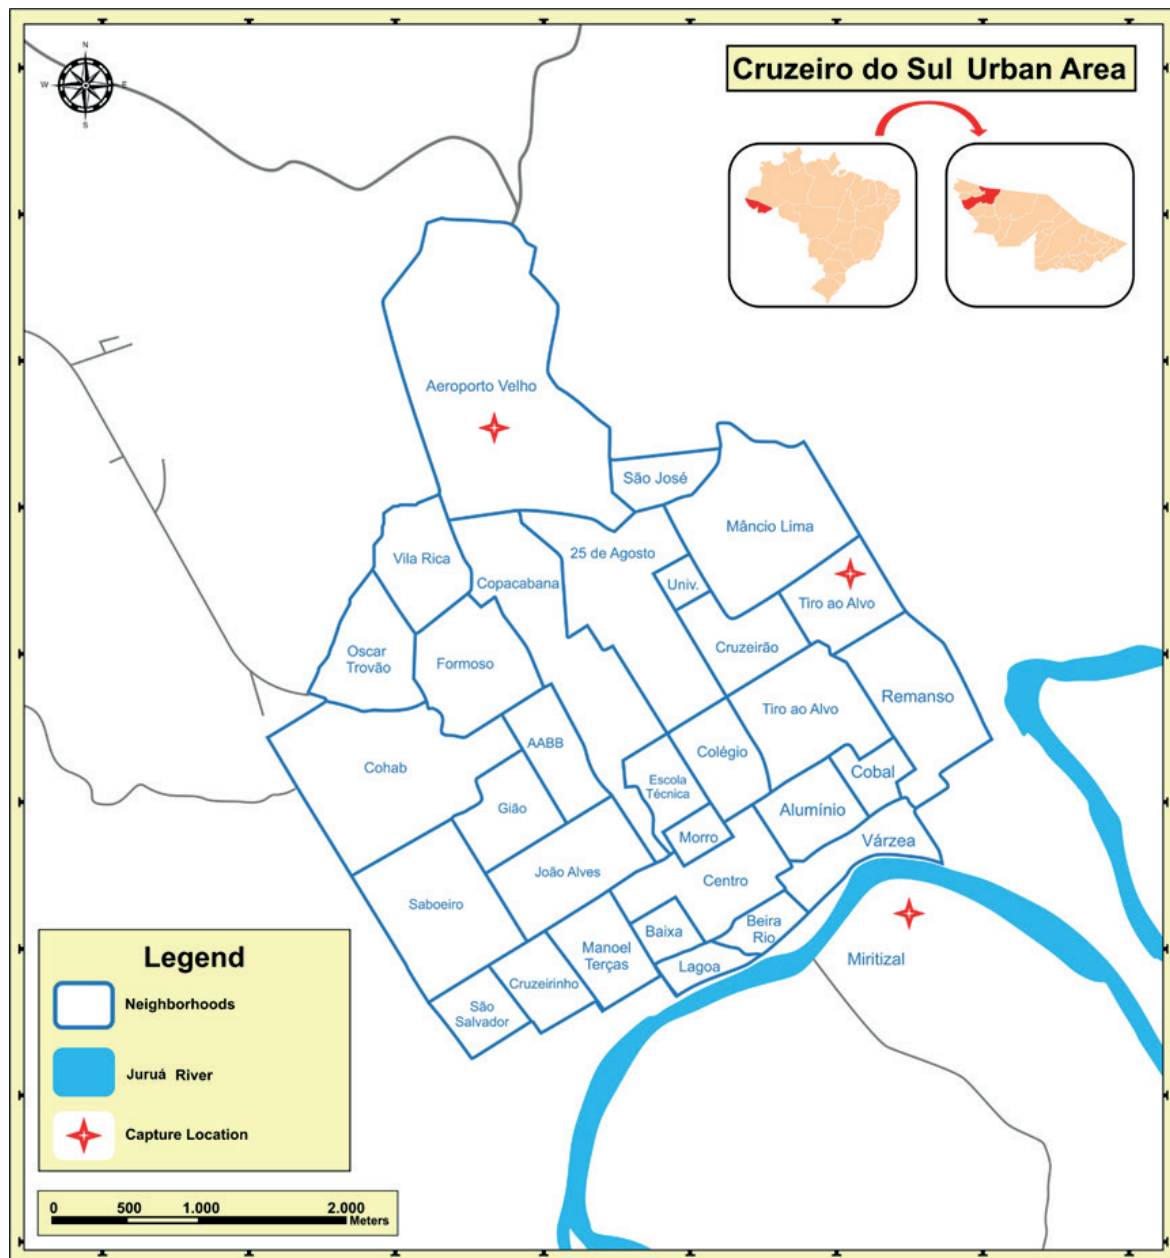 N
W
E
S
Cruzeiro do Sul Urban Area
Aeroporto Velho
São José
Mâncio Lima
25 de Agosto
Vila Rica
Copacabana
Univ.
Tiro ao Alvo
Oscar
Trovão
Formoso
Cruzeirão
Remanso
Tiro ao Alvo
AABB
Colégio
Cohab
Cobal
Escola
Técnica
Gião
Alumínio
Morro
Várzea
João Alves
Centro
Saboeiro
Beira
Rio
Baixa
Manoel
Terças
Lagoa
Miritizal
Cruzeirinho
São
Salvador
Legend
Neighborhoods
Juruá River
Capture Location
0 500 1.000 2.000
Meters